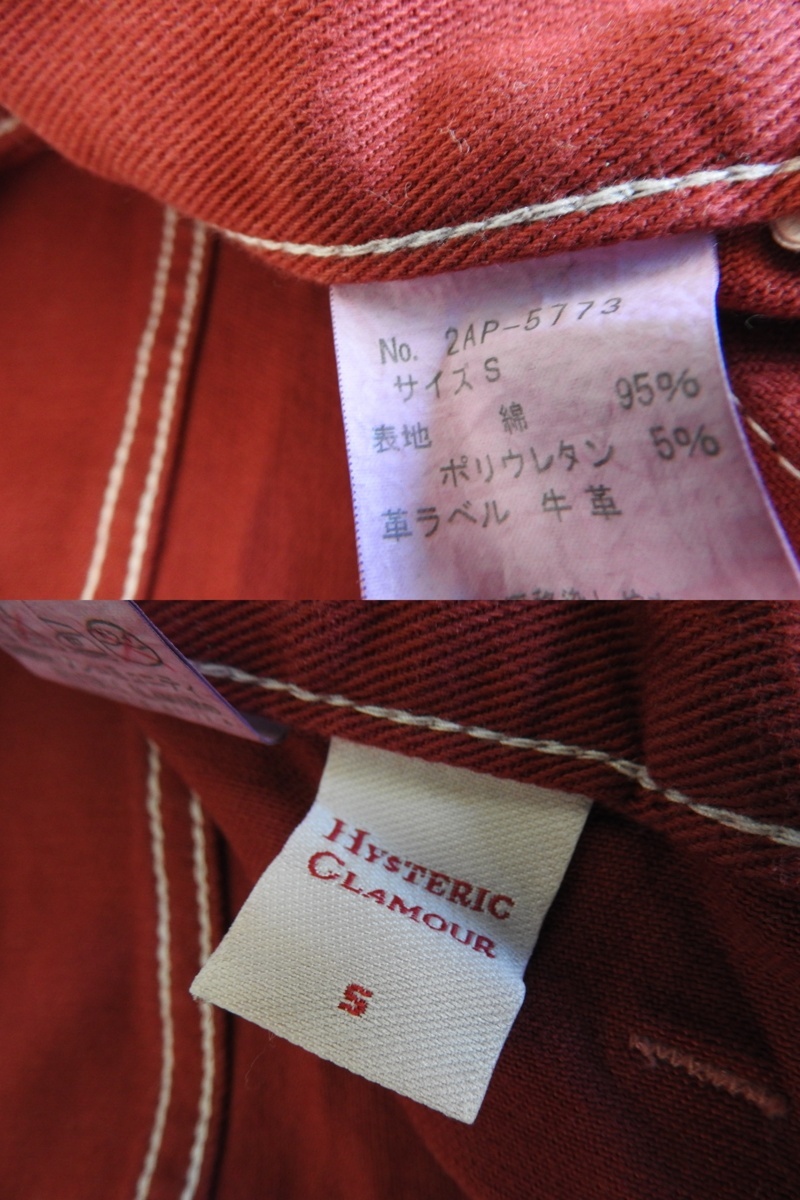 No. 2AP-5773
サイズ S
表地 綿 95%
ポリウレタン 5%
革ラベル 牛革
HYSTERIC
GLAMOUR
S